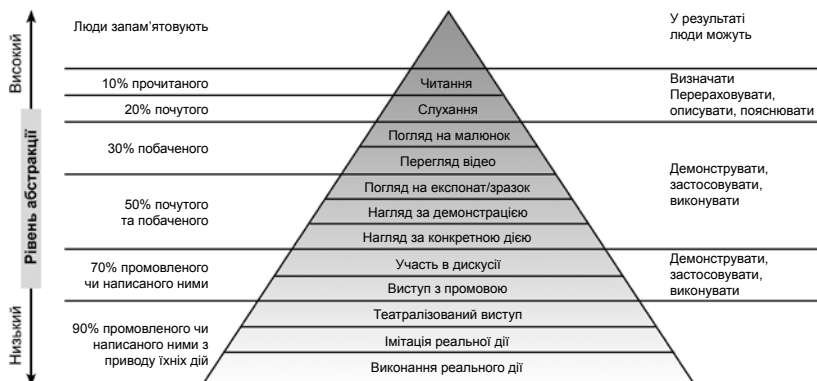 Високий
Рівень абстракції
Низький
Люди запам’ятовують
У результаті
люди можуть
10% прочитаного
Читання
Визначати
Перераховувати,
описувати, пояснювати
20% почутого
Слухання
30% побаченого
Погляд на малюнок
Перегляд відео
Демонструвати,
застосовувати,
виконувати
50% почутого
та побаченого
Погляд на експонат/зразок
Нагляд за демонстрацією
Нагляд за конкретною дією
70% промовленого
чи написаного ними
Участь в дискусії
Виступ з промовою
Демонструвати,
застосовувати,
виконувати
90% промовленого чи
написаного ними з
приводу їхніх дій
Театралізований виступ
Імітація реальної дії
Виконання реального дії